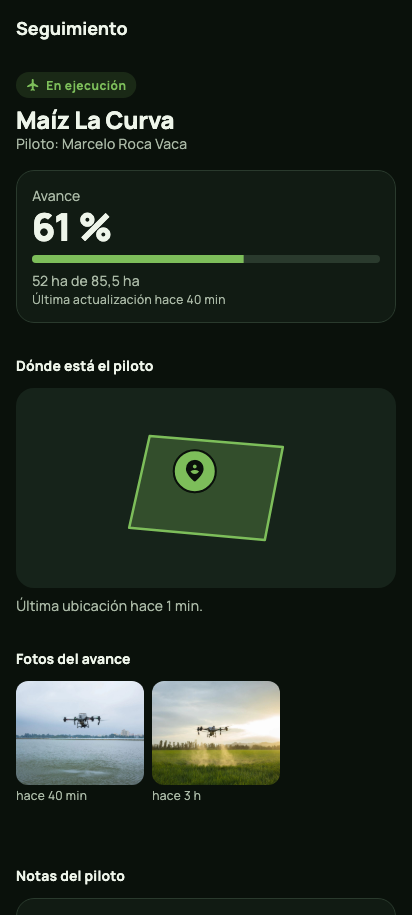 Seguimiento
En ejecución
Maíz La Curva
Piloto: Marcelo Roca Vaca
Avance
61 %
52 ha de 85,5 ha
Última actualización hace 40 min
Dónde está el piloto
Última ubicación hace 1 min.
Fotos del avance
hace 40 min
hace 3 h
Notas del piloto